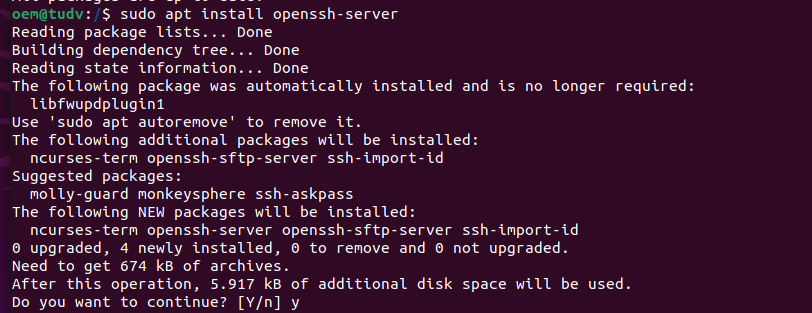 oem@tudv:/$ sudo apt install openssh-server
Reading package lists... Done
Building dependency tree... Done
Reading state information... Done
The following package was automatically installed and is no longer required:
  libfwupdplugin1
Use 'sudo apt autoremove' to remove it.
The following additional packages will be installed:
  ncurses-term openssh-sftp-server ssh-import-id
Suggested packages:
  molly-guard monkeysphere ssh-askpass
The following NEW packages will be installed:
  ncurses-term openssh-server openssh-sftp-server ssh-import-id
0 upgraded, 4 newly installed, 0 to remove and 0 not upgraded.
Need to get 674 kB of archives.
After this operation, 5.917 kB of additional disk space will be used.
Do you want to continue? [Y/n] y